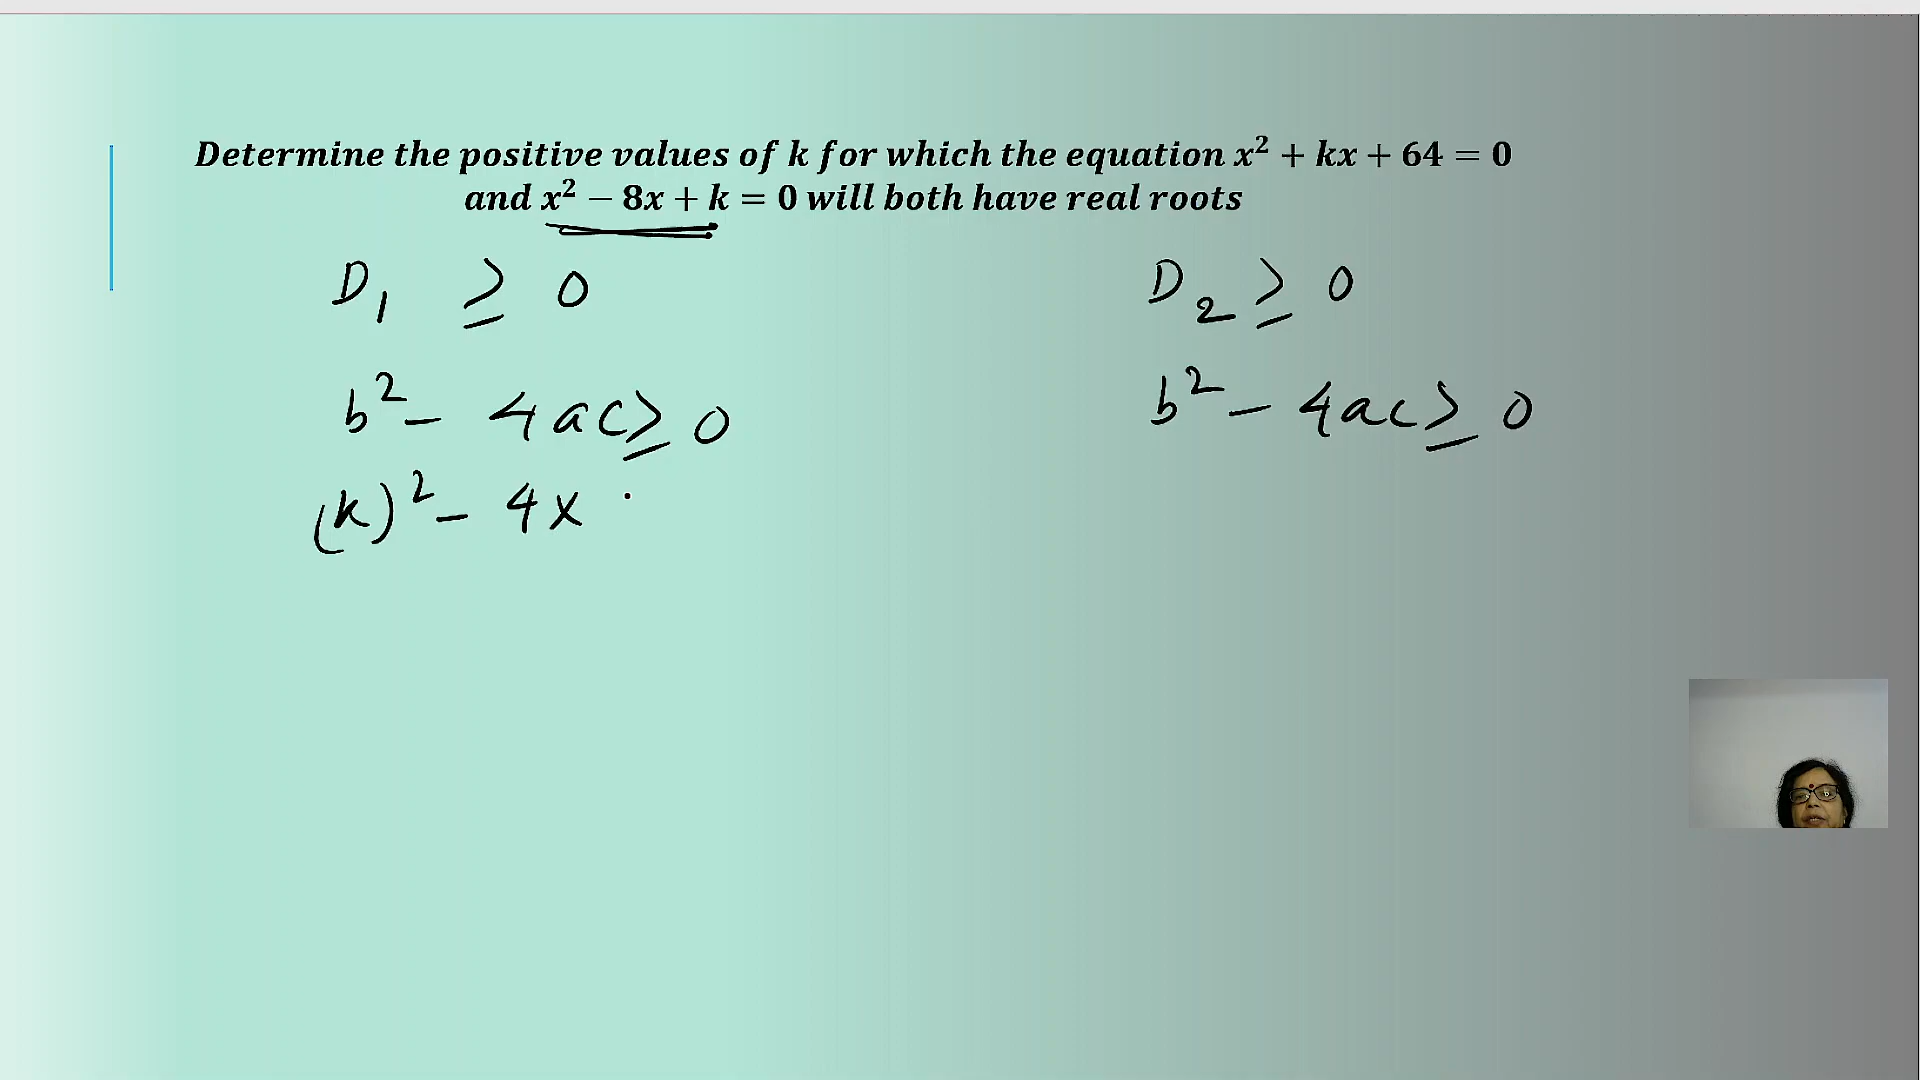 Determine the positive values of k for which the equation x² + kx + 64 = 0
and x² − 8x + k = 0 will both have real roots
D₁ ≥ 0
D₂ ≥ 0
b² − 4ac ≥ 0
b² − 4ac ≥ 0
(k)² − 4x